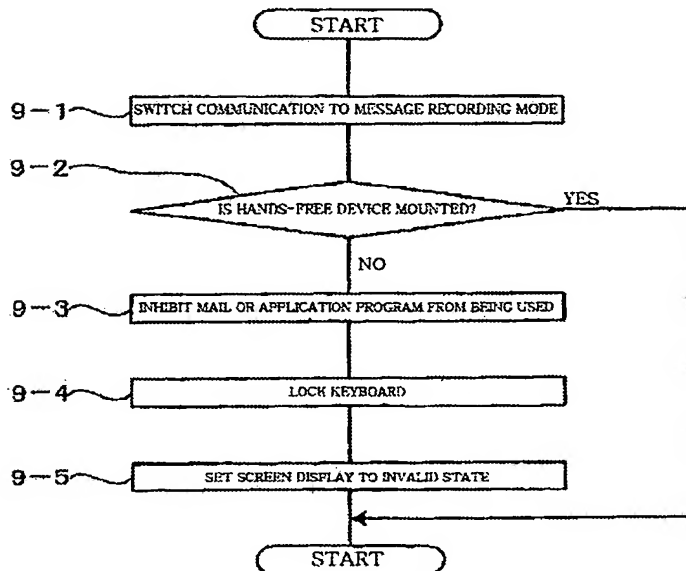 START
9-1 SWITCH COMMUNICATION TO MESSAGE RECORDING MODE
9-2
IS HANDS-FREE DEVICE MOUNTED? YES
NO
9-3 INHIBIT MAIL OR APPLICATION PROGRAM FROM BEING USED
9-4 LOCK KEYBOARD
9-5 SET SCREEN DISPLAY TO INVALID STATE
START